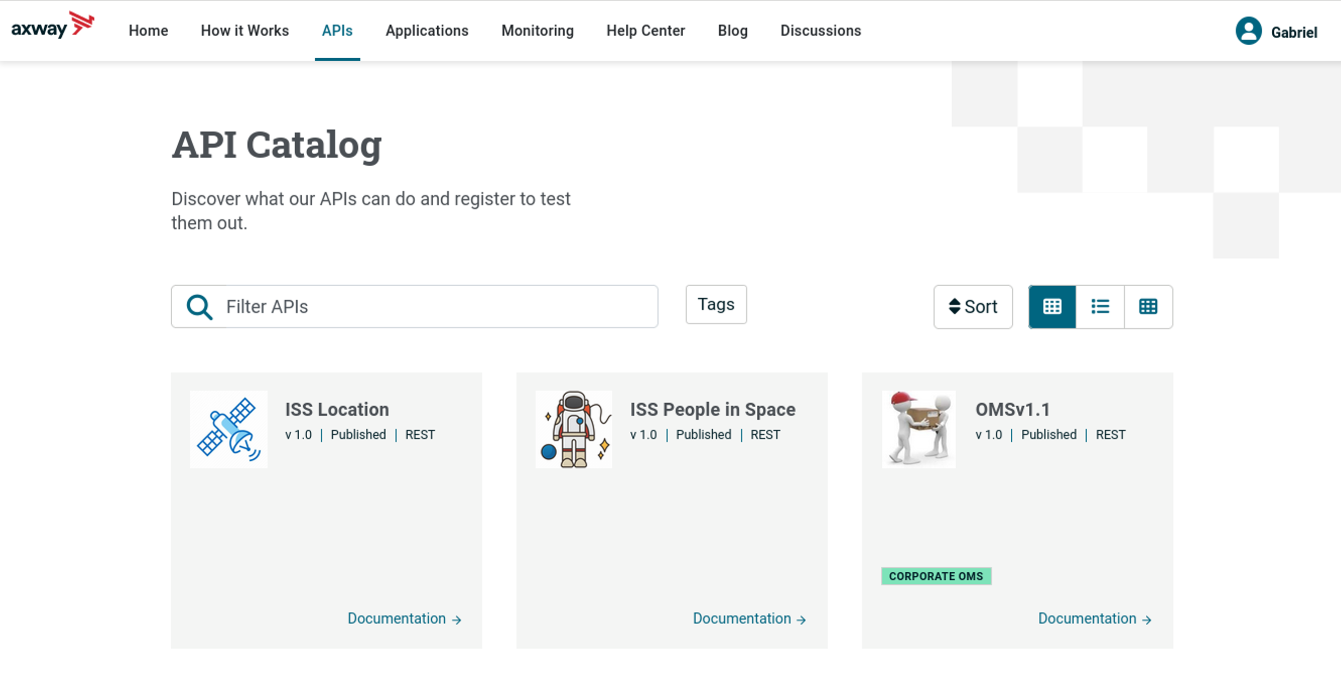 axway Home How it Works APIs Applications Monitoring Help Center Blog Discussions Gabriel
API Catalog
Discover what our APIs can do and register to test
them out.
Filter APIs Tags Sort
ISS Location
v 1.0 | Published | REST
Documentation →
ISS People in Space
v 1.0 | Published | REST
Documentation →
OMSv1.1
v 1.0 | Published | REST
CORPORATE OMS
Documentation →